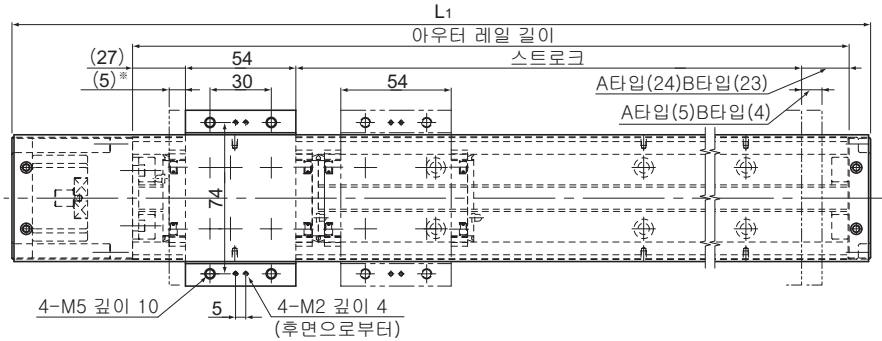 L1
아우터 레일 길이
(27)
54
스트로크
(5)※
30
54
A타입(24)B타입(23)
A타입(5)B타입(4)
74
4-M5 깊이 10
5
4-M2 깊이 4
(후면으로부터)